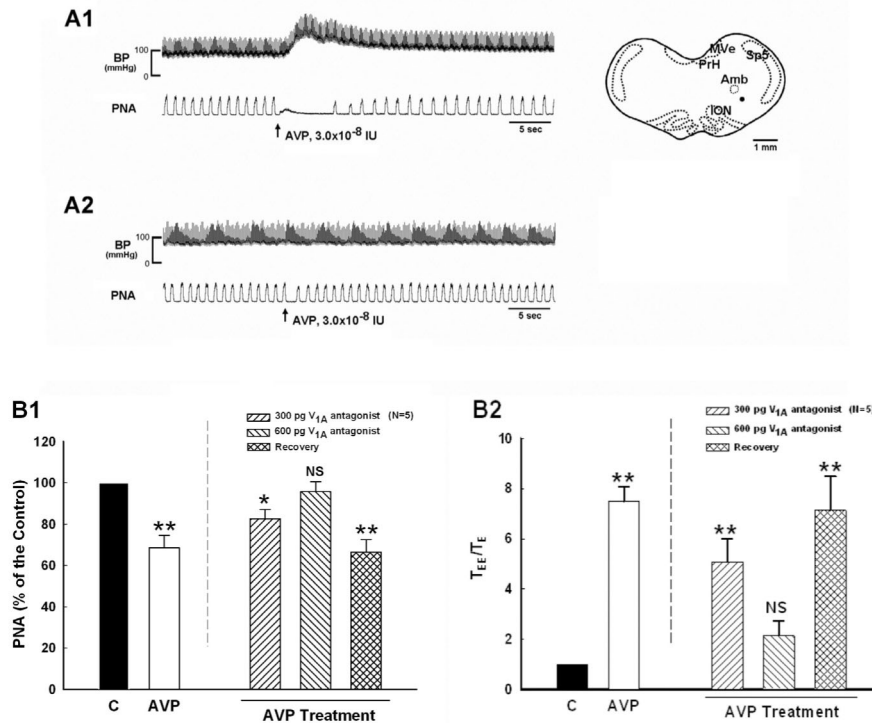 A1
BP
(mmHg)
100
0
PNA
AVP, 3.0x10⁻⁸ IU
5 sec
MVe
PrH
Sp5
Amb
ION
1 mm
A2
BP
(mmHg)
100
0
PNA
AVP, 3.0x10⁻⁸ IU
5 sec
B1
300 pg V1A antagonist (N=5)
600 pg V1A antagonist
Recovery
PNA (% of the Control)
120
100
80
60
40
20
0
**
*
NS
**
C
AVP
AVP Treatment
B2
300 pg V1A antagonist (N=5)
600 pg V1A antagonist
Recovery
TEE/TE
10
8
6
4
2
0
**
**
NS
**
C
AVP
AVP Treatment